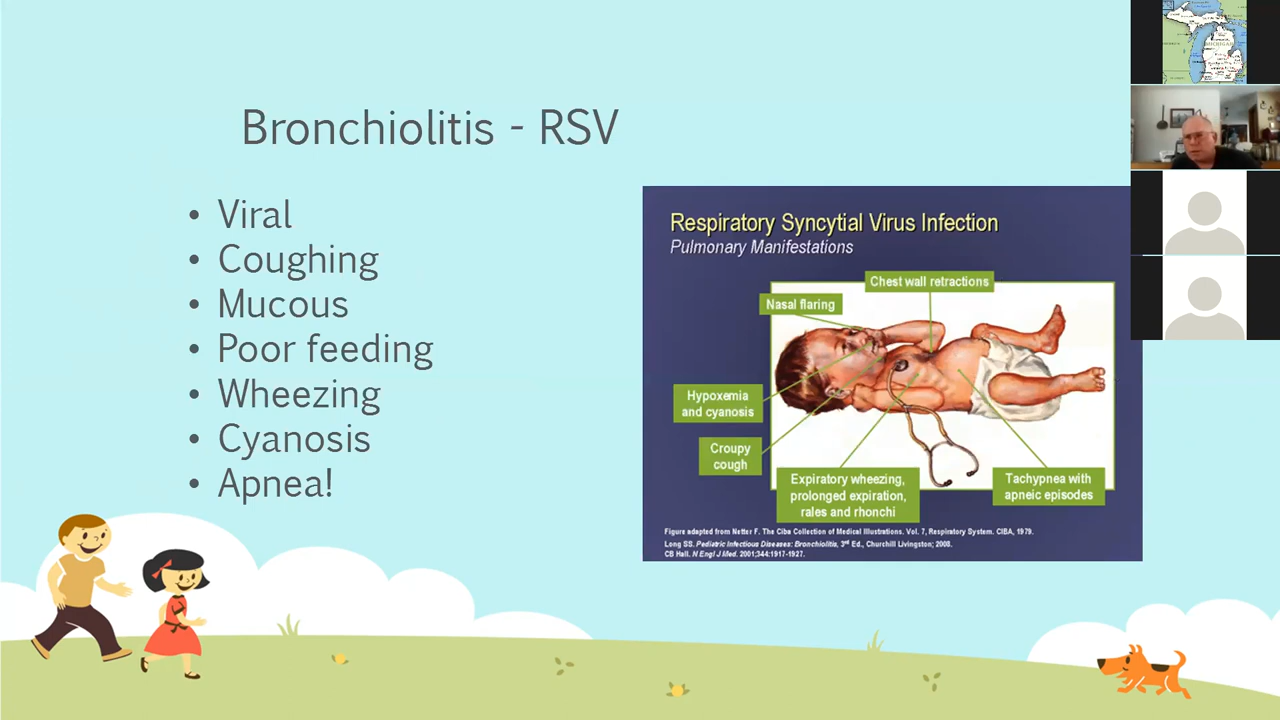 Bronchiolitis - RSV
• Viral
• Coughing
• Mucous
• Poor feeding
• Wheezing
• Cyanosis
• Apnea!
Respiratory Syncytial Virus Infection
Pulmonary Manifestations
Chest wall retractions
Nasal flaring
Hypoxemia
and cyanosis
Croupy
cough
Expiratory wheezing,
prolonged expiration,
rales and rhonchi
Tachypnea with
apneic episodes
Figure adapted from Netter F. The Ciba Collection of Medical Illustrations. Vol. 7, Respiratory System. CIBA, 1979.
Long SS. Pediatric Infectious Diseases: Bronchiolitis, 3rd Ed., Churchill Livingston; 2008.
CB Hall. N Engl J Med. 2001;344:1917-1927.
MICHIGAN